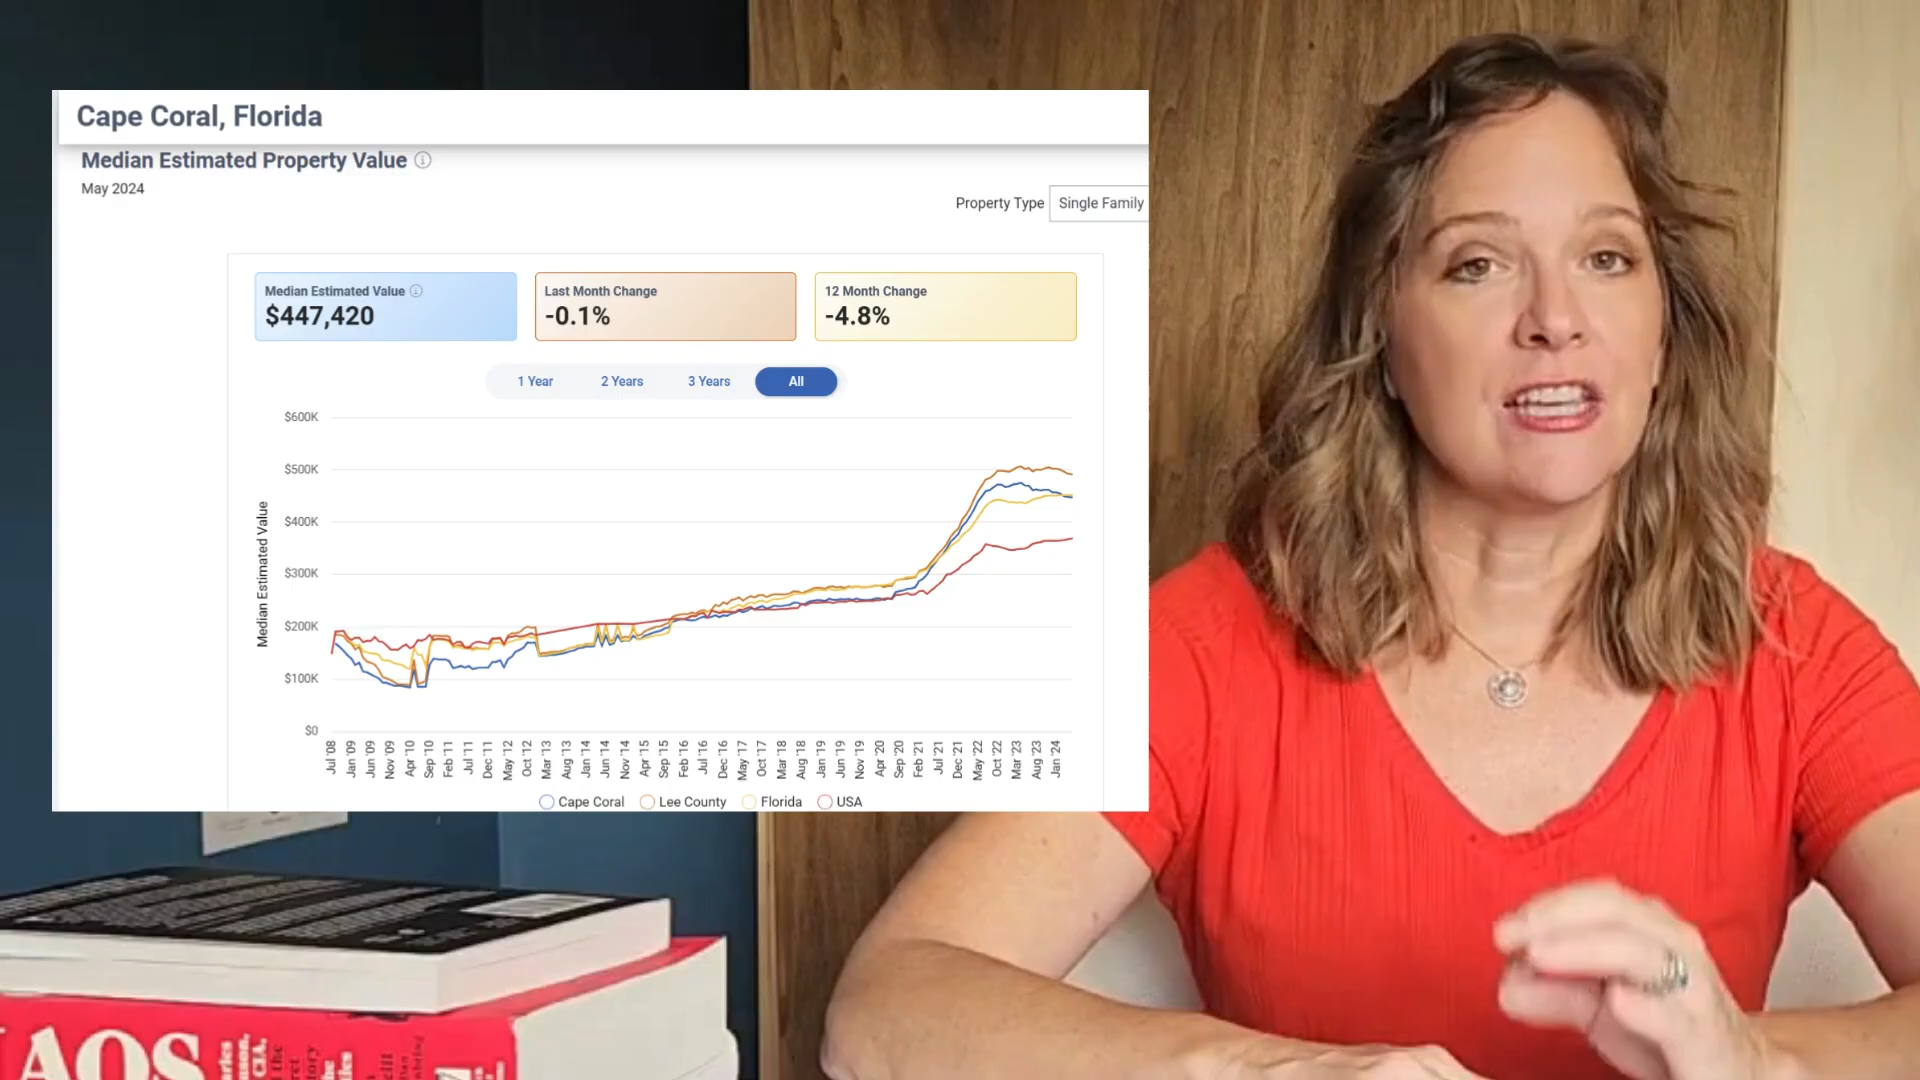 Cape Coral, Florida
Median Estimated Property Value
May 2024
Property Type Single Family
Median Estimated Value
$447,420
Last Month Change
-0.1%
12 Month Change
-4.8%
1 Year 2 Years 3 Years All
Median Estimated Value
$600K
$500K
$400K
$300K
$200K
$100K
$0
Jul '08 Jan '09 Jun '09 Nov '09 Apr '10 Sep '10 Feb '11 Jul '11 Dec '11 May '12 Oct '12 Mar '13 Aug '13 Jan '14 Jun '14 Nov '14 Apr '15 Sep '15 Feb '16 Jul '16 Dec '16 May '17 Oct '17 Mar '18 Aug '18 Jan '19 Jun '19 Nov '19 Apr '20 Sep '20 Feb '21 Jul '21 Dec '21 May '22 Oct '22 Mar '23 Aug '23 Jan '24
Cape Coral Lee County Florida USA
AOS
CIA,